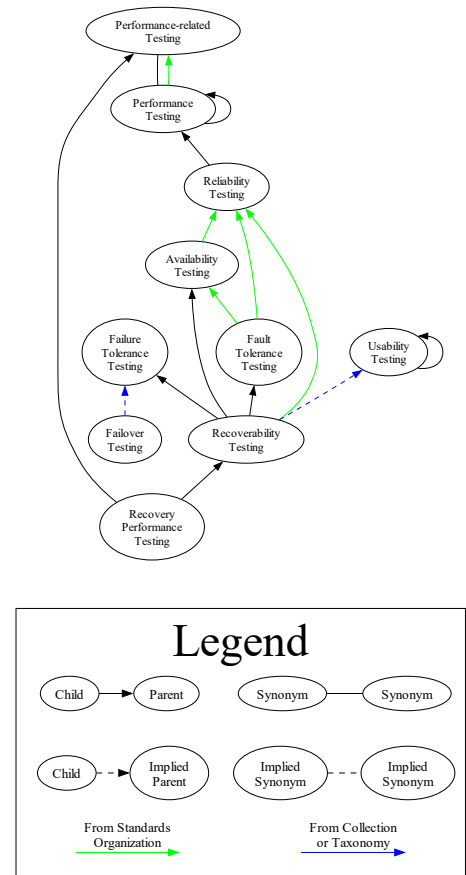 Performance-related
Testing
Performance
Testing
Reliability
Testing
Availability
Testing
Failure
Tolerance
Testing
Fault
Tolerance
Testing
Usability
Testing
Failover
Testing
Recoverability
Testing
Recovery
Performance
Testing
Legend
Child
Parent
Synonym
Synonym
Child
Implied
Parent
Implied
Synonym
Implied
Synonym
From Standards
Organization
From Collection
or Taxonomy